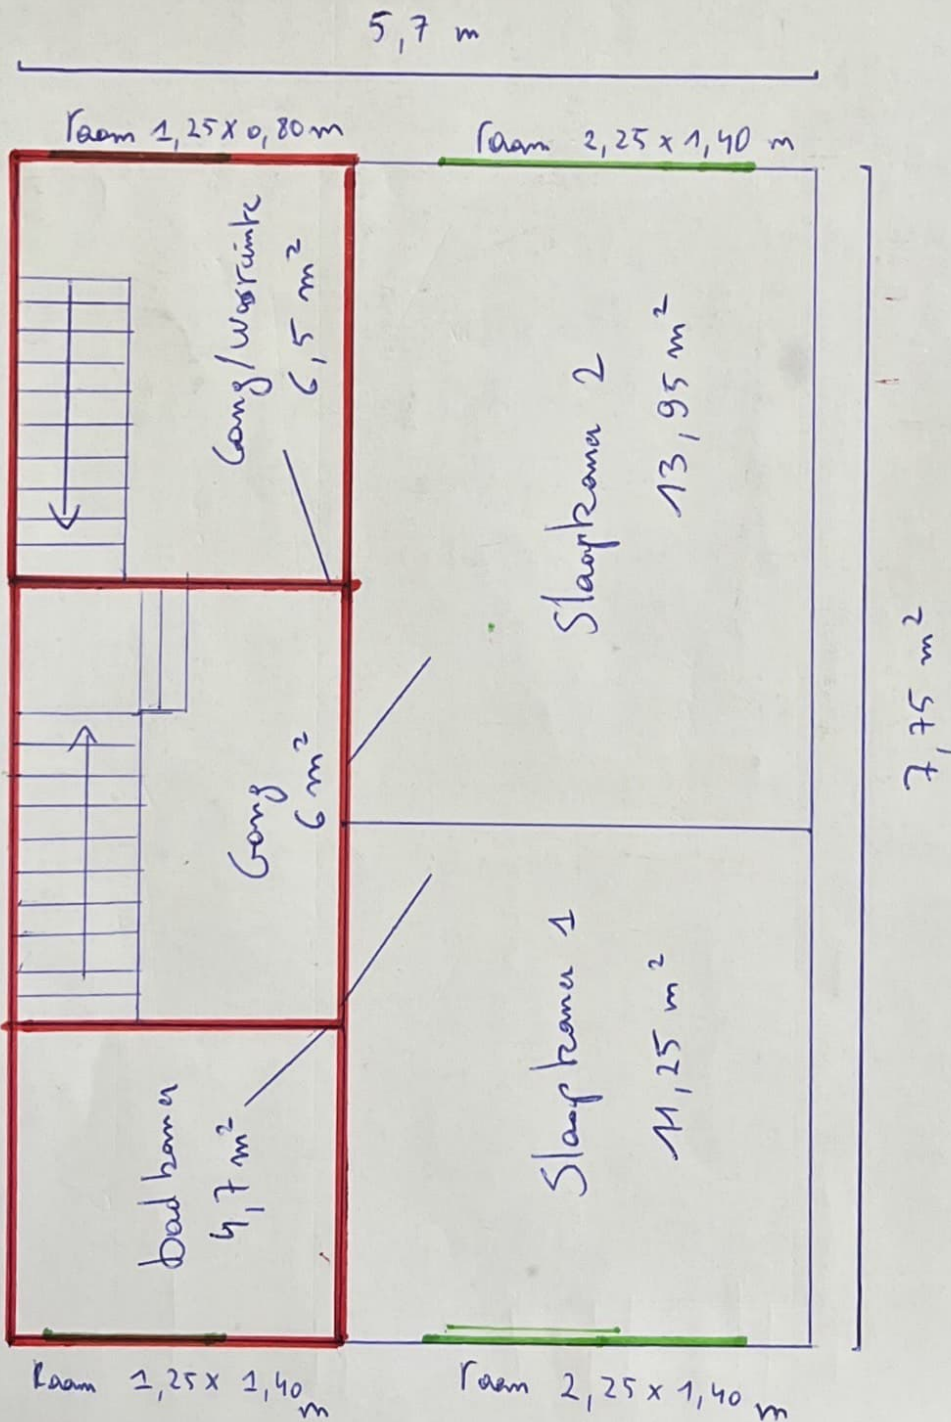 5,7 m
raam 1,25 x 0,80 m
raam 2,25 x 1,40 m
Gang/Wasruimte
6,5 m²
Slaapkamer 2
13,95 m²
7,75 m²
Gang
6 m²
Slaapkamer 1
11,25 m²
badkamer
4,7 m²
Raam 1,25 x 1,40 m
raam 2,25 x 1,40 m